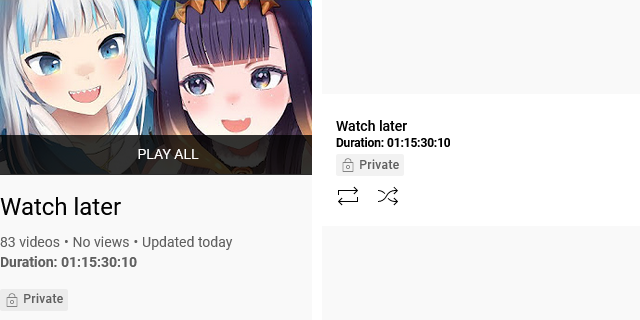 PLAY ALL
Watch later
83 videos • No views • Updated today
Duration: 01:15:30:10
Private
Watch later
Duration: 01:15:30:10
Private